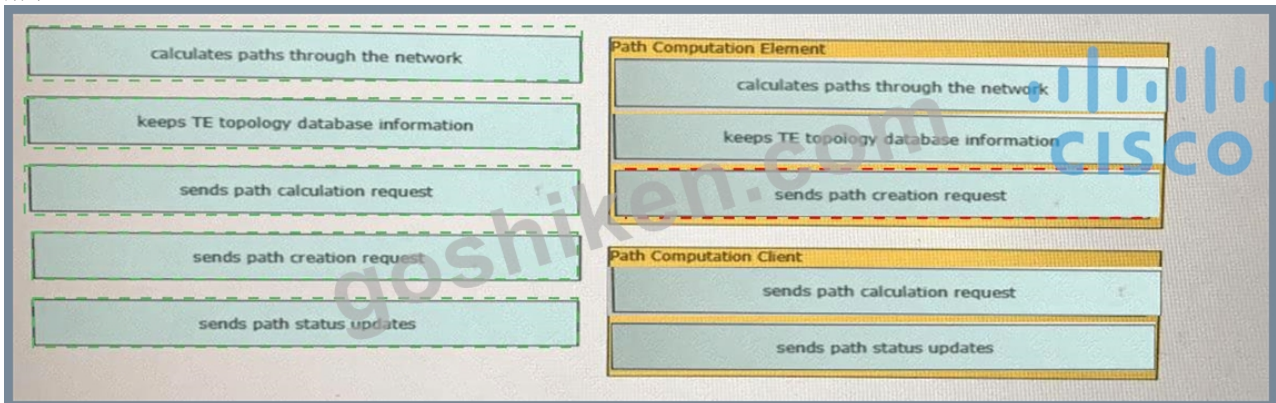 calculates paths through the network
keeps TE topology database information
sends path calculation request
sends path creation request
sends path status updates
Path Computation Element
calculates paths through the network
keeps TE topology database information
sends path creation request
Path Computation Client
sends path calculation request
sends path status updates
CISCO
goshiken.com